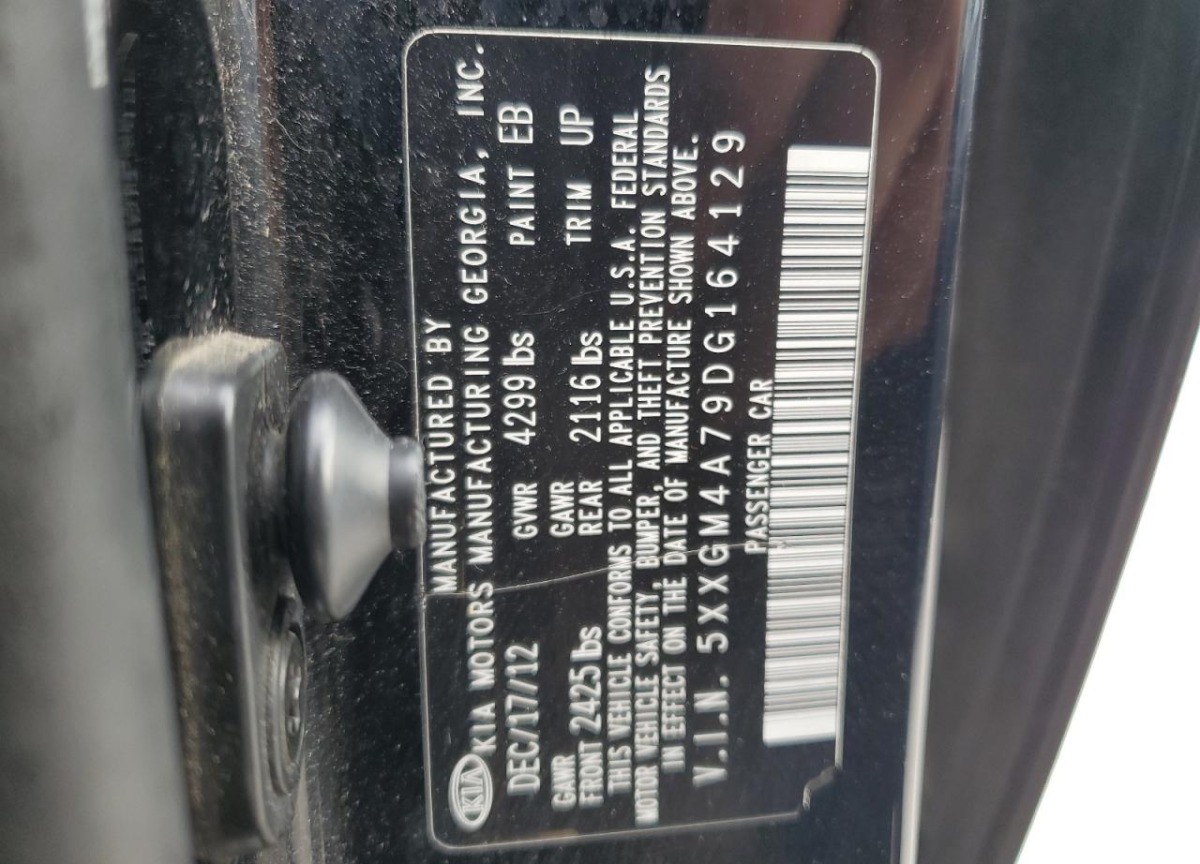 MANUFACTURED BY
KIA KIA MOTORS MANUFACTURING GEORGIA, INC.
DEC/17/12 GVWR 4299 lbs PAINT EB
GAWR FRONT 2425 lbs GAWR REAR 2116 lbs TRIM UP
THIS VEHICLE CONFORMS TO ALL APPLICABLE U.S.A. FEDERAL
MOTOR VEHICLE SAFETY, BUMPER, AND THEFT PREVENTION STANDARDS
IN EFFECT ON THE DATE OF MANUFACTURE SHOWN ABOVE.
V.I.N. 5XXGM4A79DG164129
PASSENGER CAR